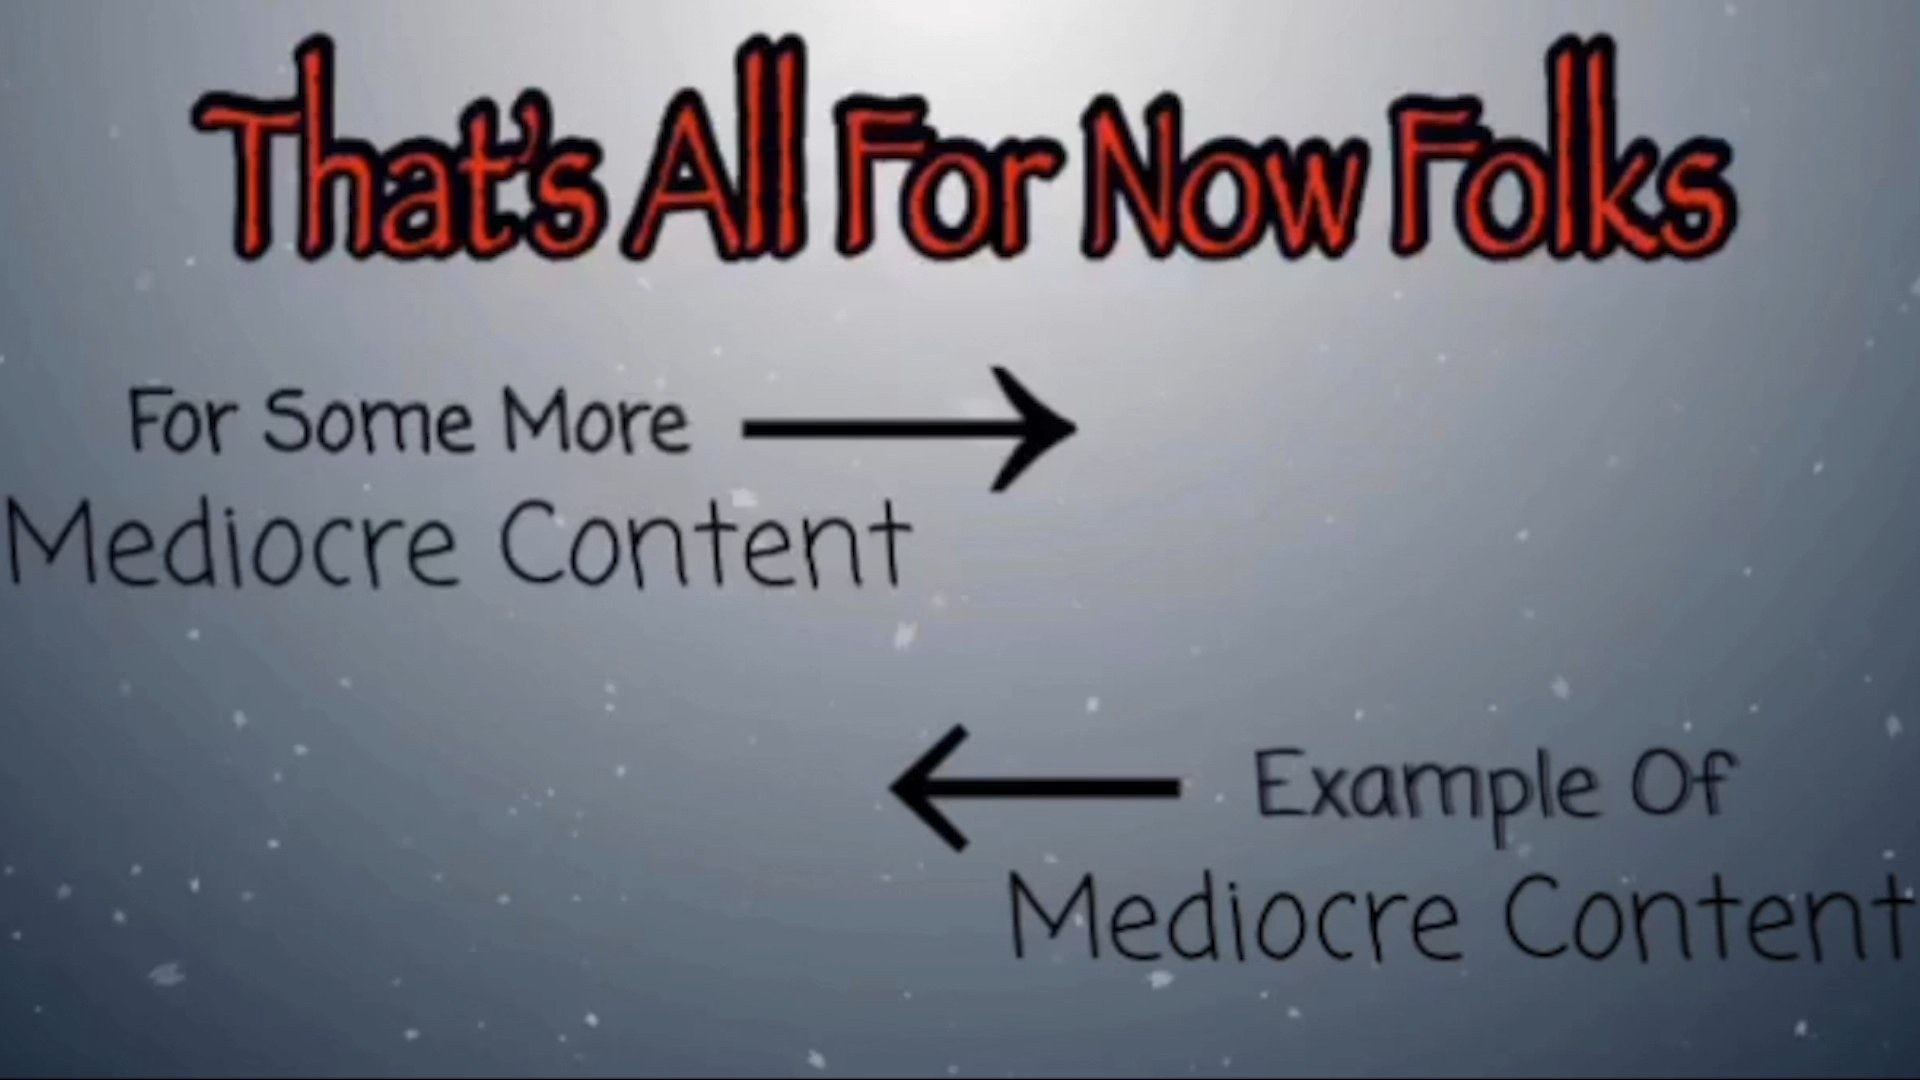 That's All For Now Folks
For Some More
Mediocre Content
Example Of
Mediocre Content